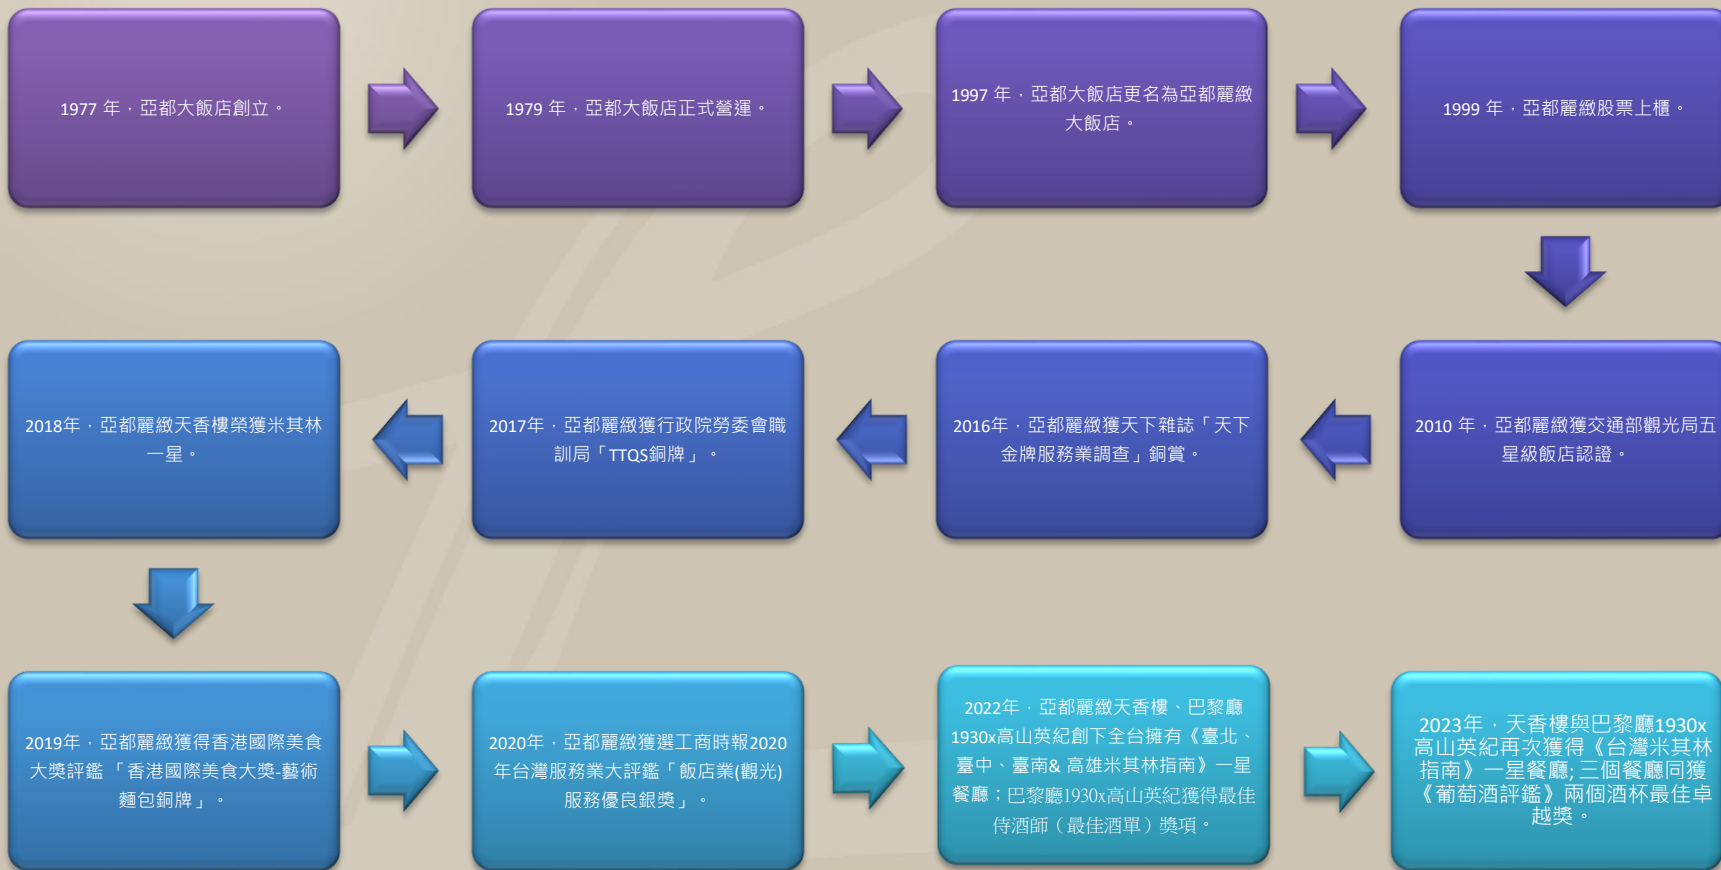 1977 年，亞都大飯店創立。
1979 年，亞都大飯店正式營運。
1997 年，亞都大飯店更名為亞都麗緻
大飯店。
1999 年，亞都麗緻股票上櫃。
2010 年，亞都麗緻獲交通部觀光局五
星級飯店認證。
2016年，亞都麗緻獲天下雜誌「天下
金牌服務業調查」銅賞。
2017年，亞都麗緻獲行政院勞委會職
訓局「TTQS銅牌」。
2018年，亞都麗緻天香樓榮獲米其林
一星。
2019年，亞都麗緻獲得香港國際美食
大獎評鑑 「香港國際美食大獎-藝術
麵包銅牌」。
2020年，亞都麗緻獲選工商時報2020
年台灣服務業大評鑑「飯店業(觀光)
服務優良銀獎」。
2022年，亞都麗緻天香樓、巴黎廳
1930x高山英紀創下全台擁有《臺北、
臺中、臺南& 高雄米其林指南》一星
餐廳；巴黎廳1930x高山英紀獲得最佳
侍酒師（最佳酒單）獎項。
2023年，天香樓與巴黎廳1930x
高山英紀再次獲得《台灣米其林
指南》一星餐廳; 三個餐廳同獲
《葡萄酒評鑑》兩個酒杯最佳卓
越獎。